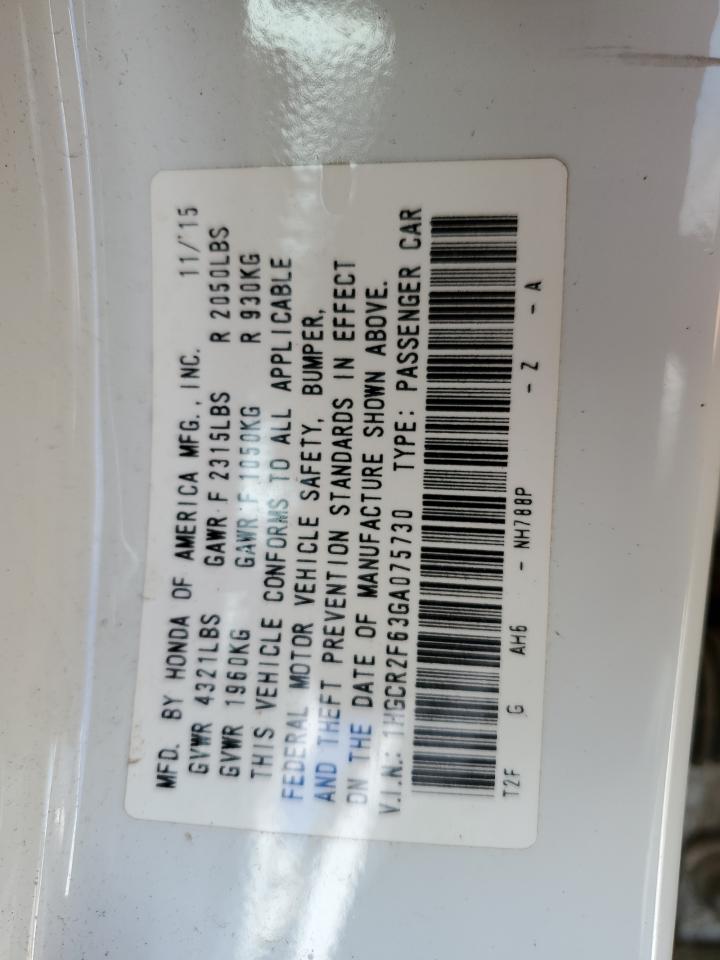 MFD. BY HONDA OF AMERICA MFG., INC. 11/'15
GVWR 4321LBS GAWR F 2315LBS R 2050LBS
GVWR 1960KG GAWR F 1050KG R 930KG
THIS VEHICLE CONFORMS TO ALL APPLICABLE
FEDERAL MOTOR VEHICLE SAFETY, BUMPER,
AND THEFT PREVENTION STANDARDS IN EFFECT
ON THE DATE OF MANUFACTURE SHOWN ABOVE.
V.I.N.: 1HGCR2F63GA075730 TYPE: PASSENGER CAR
T2F G AH6 - NH788P - Z - A